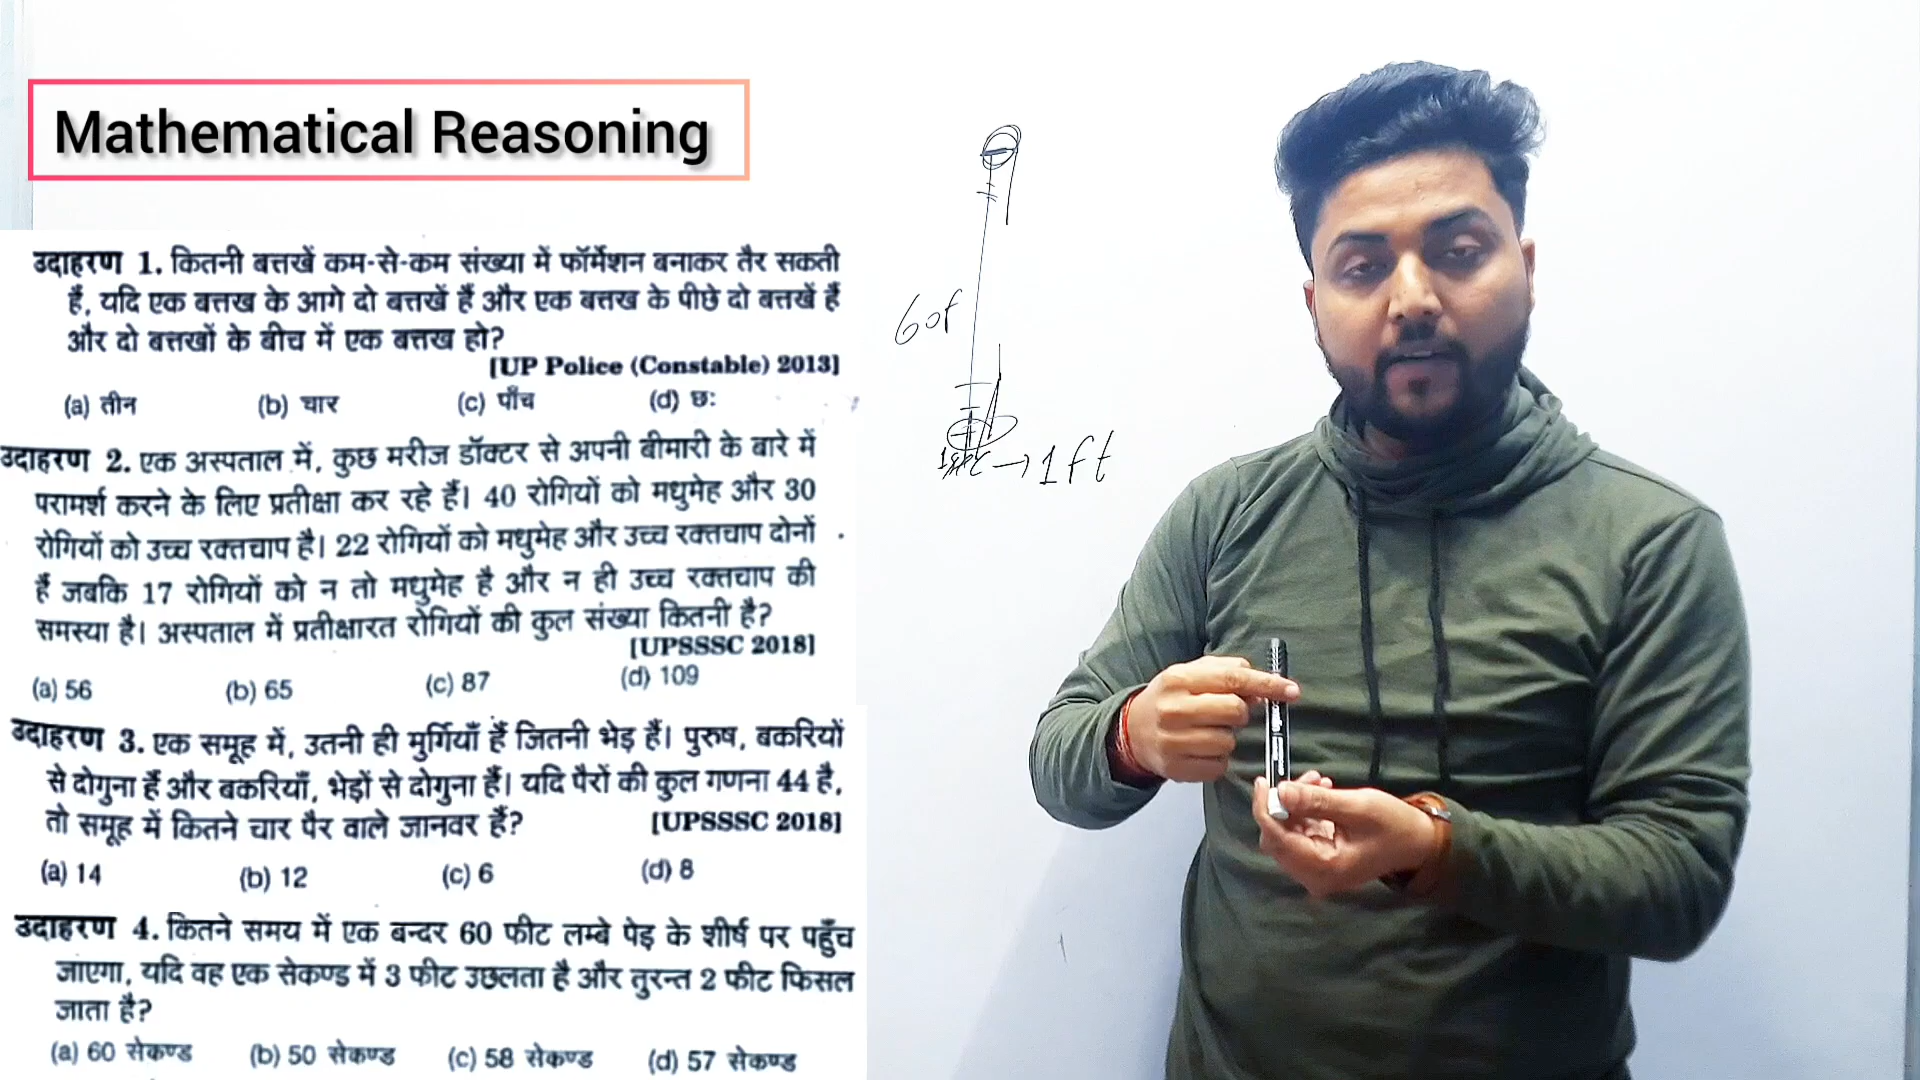 Mathematical Reasoning
उदाहरण 1. कितनी बत्तखें कम-से-कम संख्या में फॉर्मेशन बनाकर तैर सकती
हैं, यदि एक बत्तख के आगे दो बत्तखें हैं और एक बत्तख के पीछे दो बत्तखें हैं
और दो बत्तखों के बीच में एक बत्तख हो?
[UP Police (Constable) 2013]
(a) तीन (b) चार (c) पाँच (d) छः
उदाहरण 2. एक अस्पताल में, कुछ मरीज डॉक्टर से अपनी बीमारी के बारे में
परामर्श करने के लिए प्रतीक्षा कर रहे हैं। 40 रोगियों को मधुमेह और 30
रोगियों को उच्च रक्तचाप है। 22 रोगियों को मधुमेह और उच्च रक्तचाप दोनों
हैं जबकि 17 रोगियों को न तो मधुमेह है और न ही उच्च रक्तचाप की
समस्या है। अस्पताल में प्रतीक्षारत रोगियों की कुल संख्या कितनी है?
[UPSSSC 2018]
(a) 56 (b) 65 (c) 87 (d) 109
उदाहरण 3. एक समूह में, उतनी ही मुर्गियाँ हैं जितनी भेड़ हैं। पुरुष, बकरियों
से दोगुना हैं और बकरियाँ, भेड़ों से दोगुना हैं। यदि पैरों की कुल गणना 44 है,
तो समूह में कितने चार पैर वाले जानवर हैं? [UPSSSC 2018]
(a) 14 (b) 12 (c) 6 (d) 8
उदाहरण 4. कितने समय में एक बन्दर 60 फीट लम्बे पेड़ के शीर्ष पर पहुँच
जाएगा, यदि वह एक सेकण्ड में 3 फीट उछलता है और तुरन्त 2 फीट फिसल
जाता है?
(a) 60 सेकण्ड (b) 50 सेकण्ड (c) 58 सेकण्ड (d) 57 सेकण्ड
60f
→ 1 ft